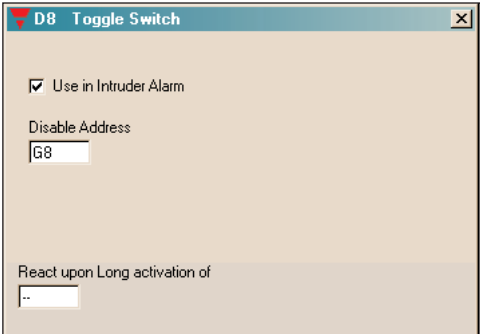 D8 Toggle Switch
Use in Intruder Alarm
Disable Address
G8
React upon Long activation of
--